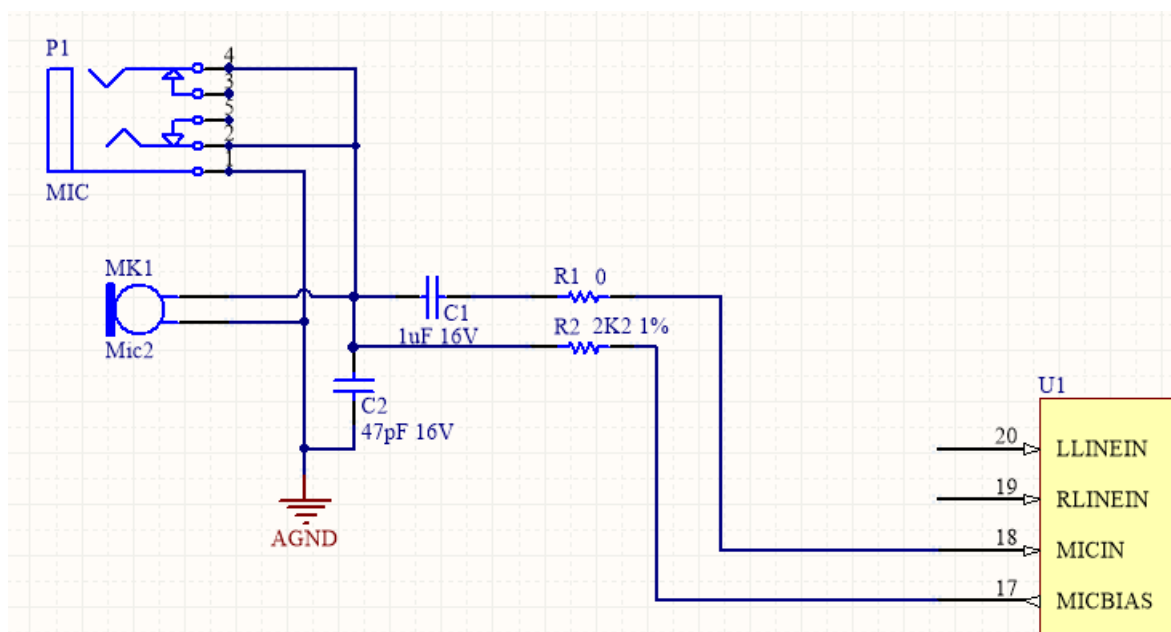 P1
4
3
5
2
1
MIC
MK1
Mic2
C1
1uF 16V
R1 0
R2 2K2 1%
C2
47pF 16V
AGND
U1
20 LLINEIN
19 RLINEIN
18 MICIN
17 MICBIAS